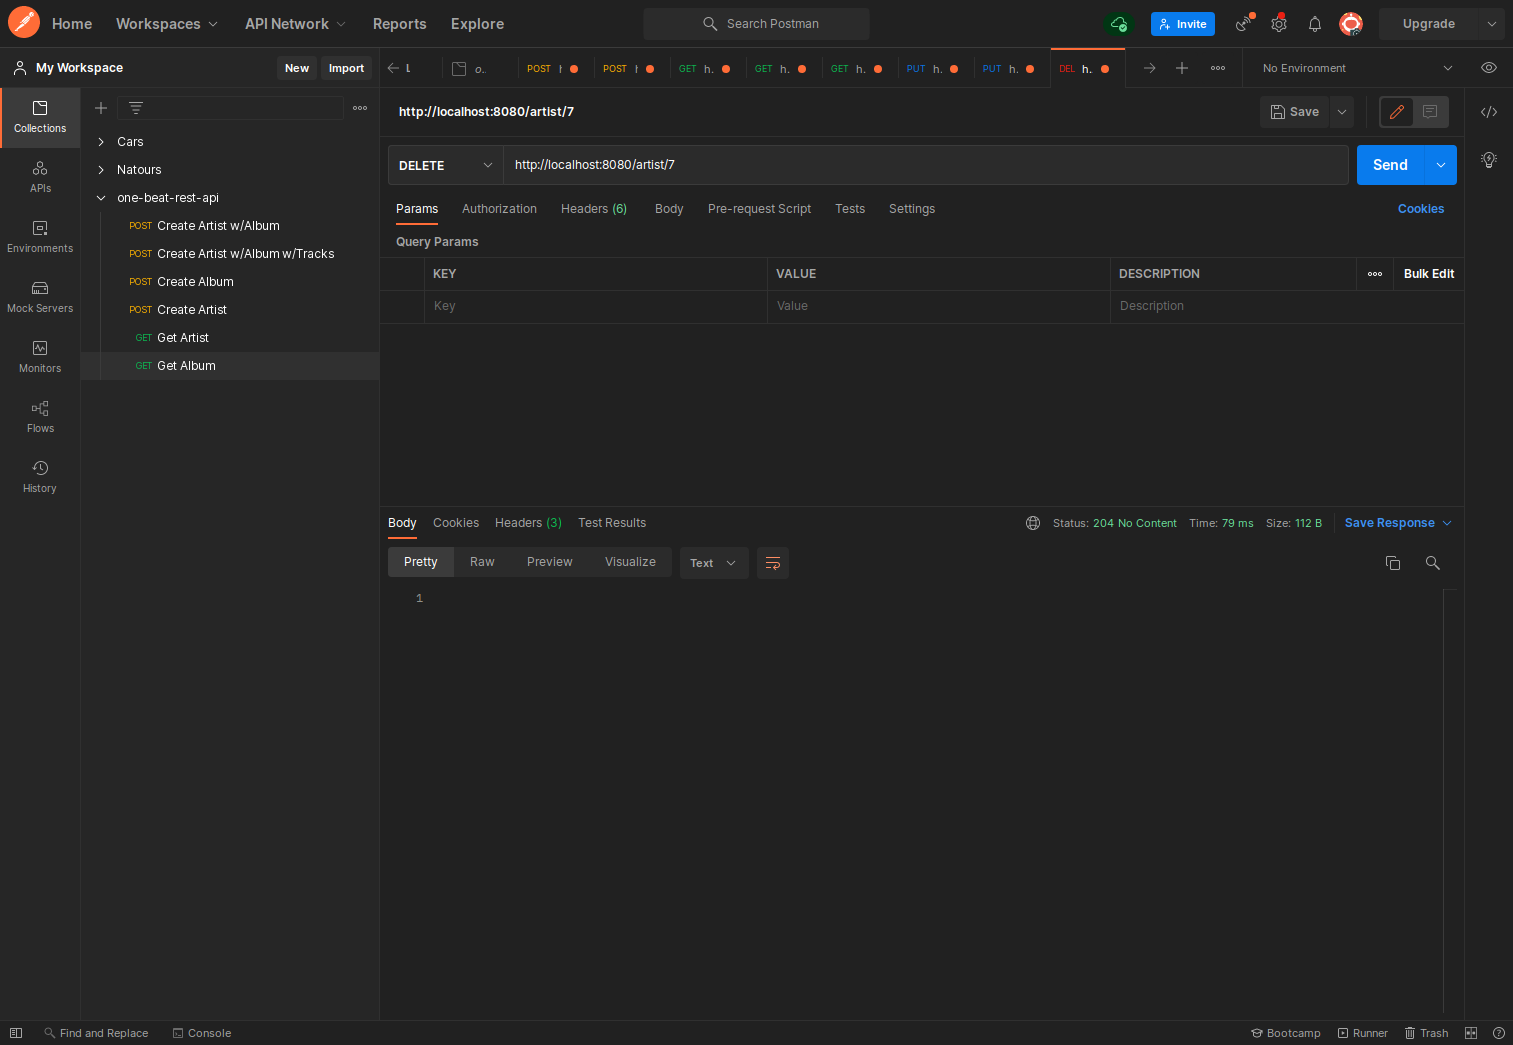 Home Workspaces API Network Reports Explore Search Postman Invite Upgrade
My Workspace New Import
POST POST GET h. GET h. GET h. PUT h. PUT h. DEL h. No Environment
Collections
APIs
Environments
Mock Servers
Monitors
Flows
History
Cars
Natours
one-beat-rest-api
POST Create Artist w/Album
POST Create Artist w/Album w/Tracks
POST Create Album
POST Create Artist
GET Get Artist
GET Get Album
http://localhost:8080/artist/7 Save
DELETE http://localhost:8080/artist/7 Send
Params Authorization Headers (6) Body Pre-request Script Tests Settings Cookies
Query Params
KEY VALUE DESCRIPTION Bulk Edit
Key Value Description
Body Cookies Headers (3) Test Results Status: 204 No Content Time: 79 ms Size: 112 B Save Response
Pretty Raw Preview Visualize Text
1
Find and Replace Console Bootcamp Runner Trash